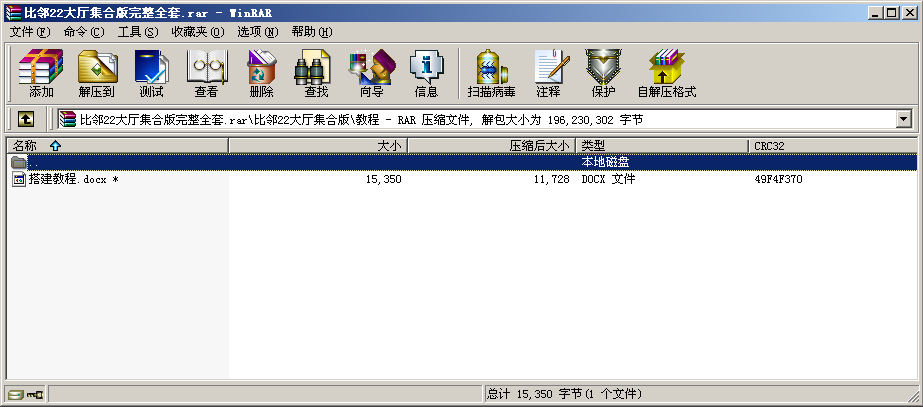 比邻22大厅集合版完整全套.rar - WinRAR
文件(F) 命令(C) 工具(S) 收藏夹(O) 选项(N) 帮助(H)
添加 解压到 测试 查看 删除 查找 向导 信息 扫描病毒 注释 保护 自解压格式
比邻22大厅集合版完整全套.rar\比邻22大厅集合版\教程 - RAR 压缩文件, 解包大小为 196,230,302 字节
名称 大小 压缩后大小 类型 CRC32
.. 本地磁盘
搭建教程.docx * 15,350 11,728 DOCX 文件 49F4F370
总计 15,350 字节(1 个文件)